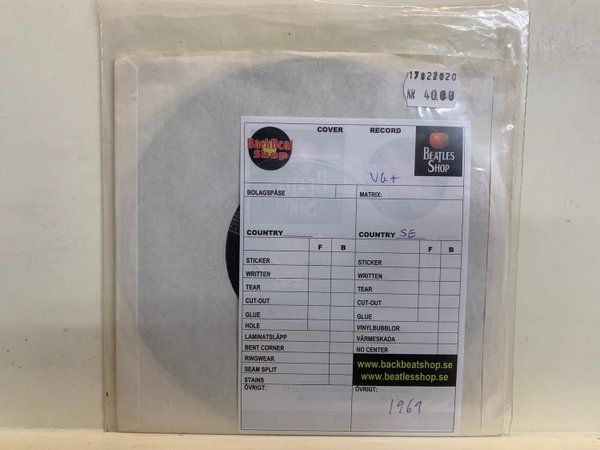 17022020
KR 40.00
COVER RECORD
BackBeat
Shop
BEATLES
SHOP
VG+
BOLAGSPÅSE MATRIX:
COUNTRY COUNTRY SE
F B F B
STICKER STICKER
WRITTEN WRITTEN
TEAR TEAR
CUT-OUT CUT-OUT
GLUE GLUE
HOLE VINYLBUBBLOR
LAMINATSLÄPP VÄRMESKADA
BENT CORNER NO CENTER
RINGWEAR
SEAM SPLIT
STAINS
www.backbeatshop.se
www.beatlesshop.se
ÖVRIGT: ÖVRIGT:
1969